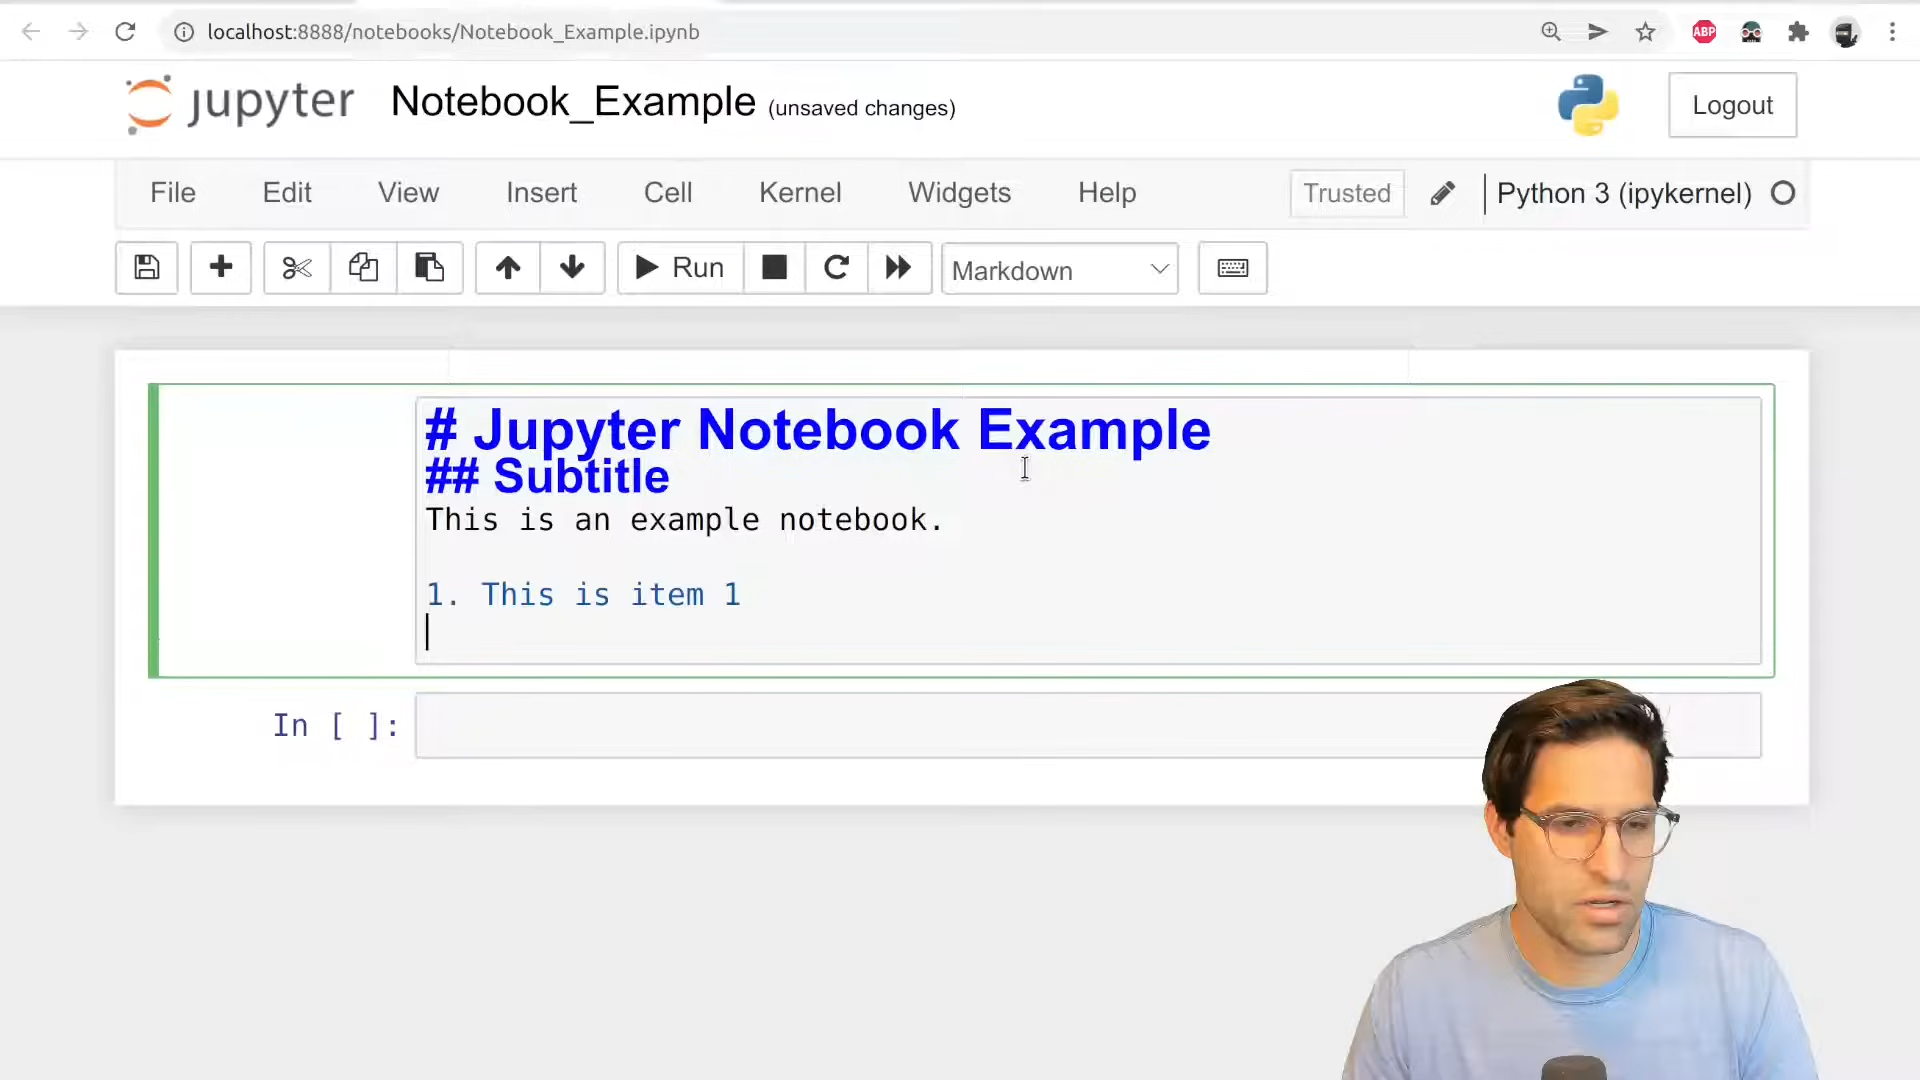 localhost:8888/notebooks/Notebook_Example.ipynb
ABP
jupyter Notebook_Example (unsaved changes)
Logout
File Edit View Insert Cell Kernel Widgets Help Trusted Python 3 (ipykernel)
Run Markdown
# Jupyter Notebook Example
## Subtitle
This is an example notebook.
1. This is item 1
In [ ]: